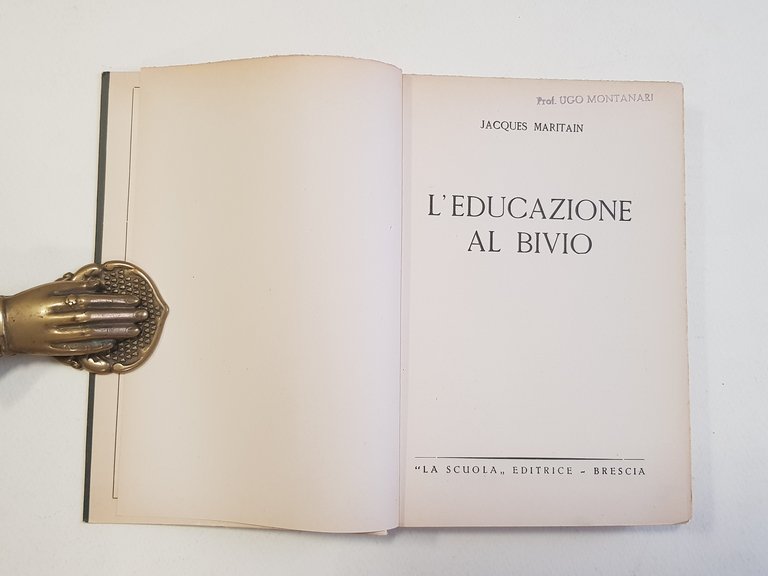 Prof. UGO MONTANARI
JACQUES MARITAIN
L'EDUCAZIONE
AL BIVIO
"LA SCUOLA„ EDITRICE - BRESCIA